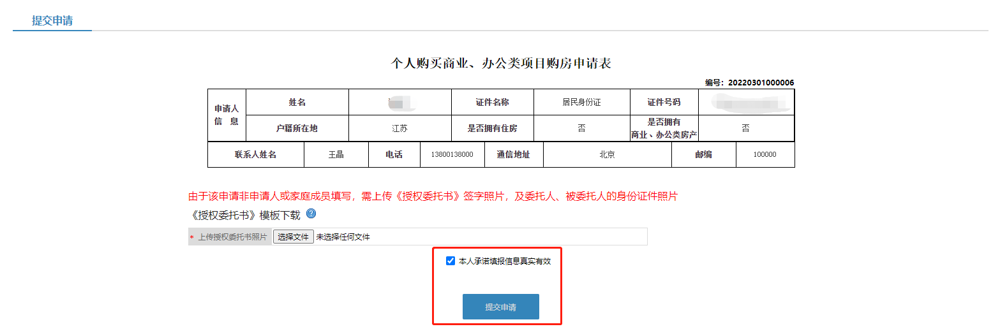 提交申请
个人购买商业、办公类项目购房申请表
编号：20220301000006
申请人
信 息
姓名 证件名称 居民身份证 证件号码
户籍所在地 江苏 是否拥有住房 否 是否拥有
商业、办公类房产 否
联系人姓名 王晶 电话 13800138000 通信地址 北京 邮编 100000
由于该申请非申请人或家庭成员填写，需上传《授权委托书》签字照片，及委托人、被委托人的身份证件照片
《授权委托书》模板下载 ?
* 上传授权委托书照片 选择文件 未选择任何文件
本人承诺填报信息真实有效
提交申请